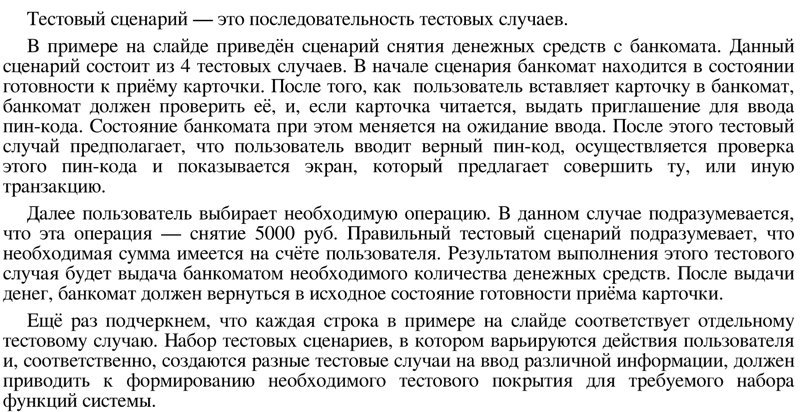 Тестовый сценарий — это последовательность тестовых случаев.
В примере на слайде приведён сценарий снятия денежных средств с банкомата. Данный
сценарий состоит из 4 тестовых случаев. В начале сценария банкомат находится в состоянии
готовности к приёму карточки. После того, как  пользователь вставляет карточку в банкомат,
банкомат должен проверить её, и, если карточка читается, выдать приглашение для ввода
пин-кода. Состояние банкомата при этом меняется на ожидание ввода. После этого тестовый
случай предполагает, что пользователь вводит верный пин-код, осуществляется проверка
этого пин-кода и показывается экран, который предлагает совершить ту, или иную
транзакцию.
Далее пользователь выбирает необходимую операцию. В данном случае подразумевается,
что эта операция — снятие 5000 руб. Правильный тестовый сценарий подразумевает, что
необходимая сумма имеется на счёте пользователя. Результатом выполнения этого тестового
случая будет выдача банкоматом необходимого количества денежных средств. После выдачи
денег, банкомат должен вернуться в исходное состояние готовности приёма карточки.
Ещё раз подчеркнем, что каждая строка в примере на слайде соответствует отдельному
тестовому случаю. Набор тестовых сценариев, в котором варьируются действия пользователя
и, соответственно, создаются разные тестовые случаи на ввод различной информации, должен
приводить к формированию необходимого тестового покрытия для требуемого набора
функций системы.